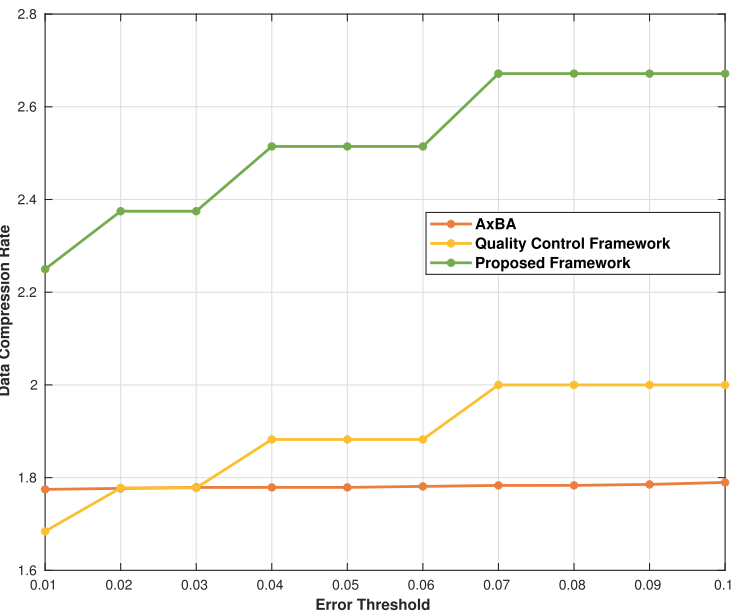 2.8
2.6
2.4
2.2
2
1.8
1.6
Data Compression Rate
AxBA
Quality Control Framework
Proposed Framework
0.01 0.02 0.03 0.04 0.05 0.06 0.07 0.08 0.09 0.1
Error Threshold